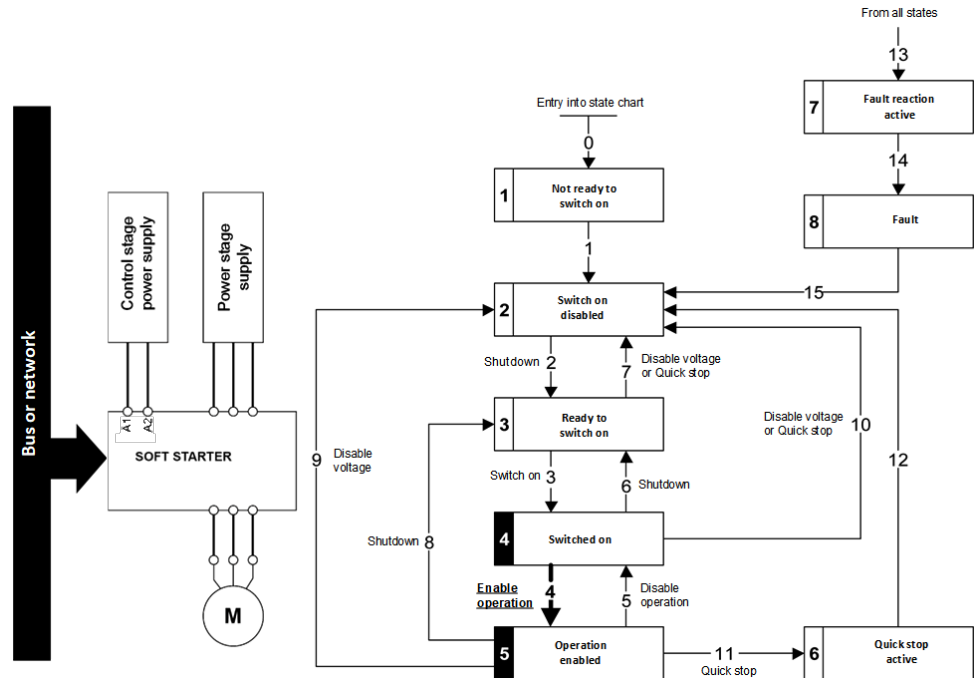 Bus or network
Control stage
power supply
Power stage
supply
A1
A2
SOFT STARTER
M
From all states
13
7
Fault reaction
active
14
8
Fault
15
Entry into state chart
0
1
Not ready to
switch on
1
2
Switch on
disabled
Shutdown 2
7
Disable voltage
or Quick stop
3
Ready to
switch on
Switch on 3
6 Shutdown
4
Switched on
Enable
operation
4
5
Disable
operation
5
Operation
enabled
9
Disable
voltage
Shutdown 8
Disable voltage
or Quick stop
10
12
11
Quick stop
6
Quick stop
active